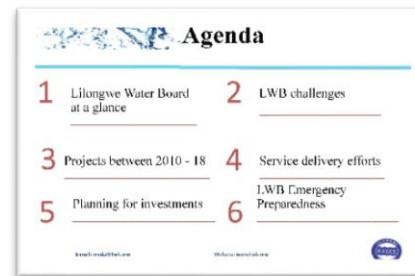 Agenda
1 Lilongwe Water Board
at a glance
2 LWB challenges
3 Projects between 2010 - 18
4 Service delivery efforts
5 Planning for investments
6 LWB Emergency
Preparedness